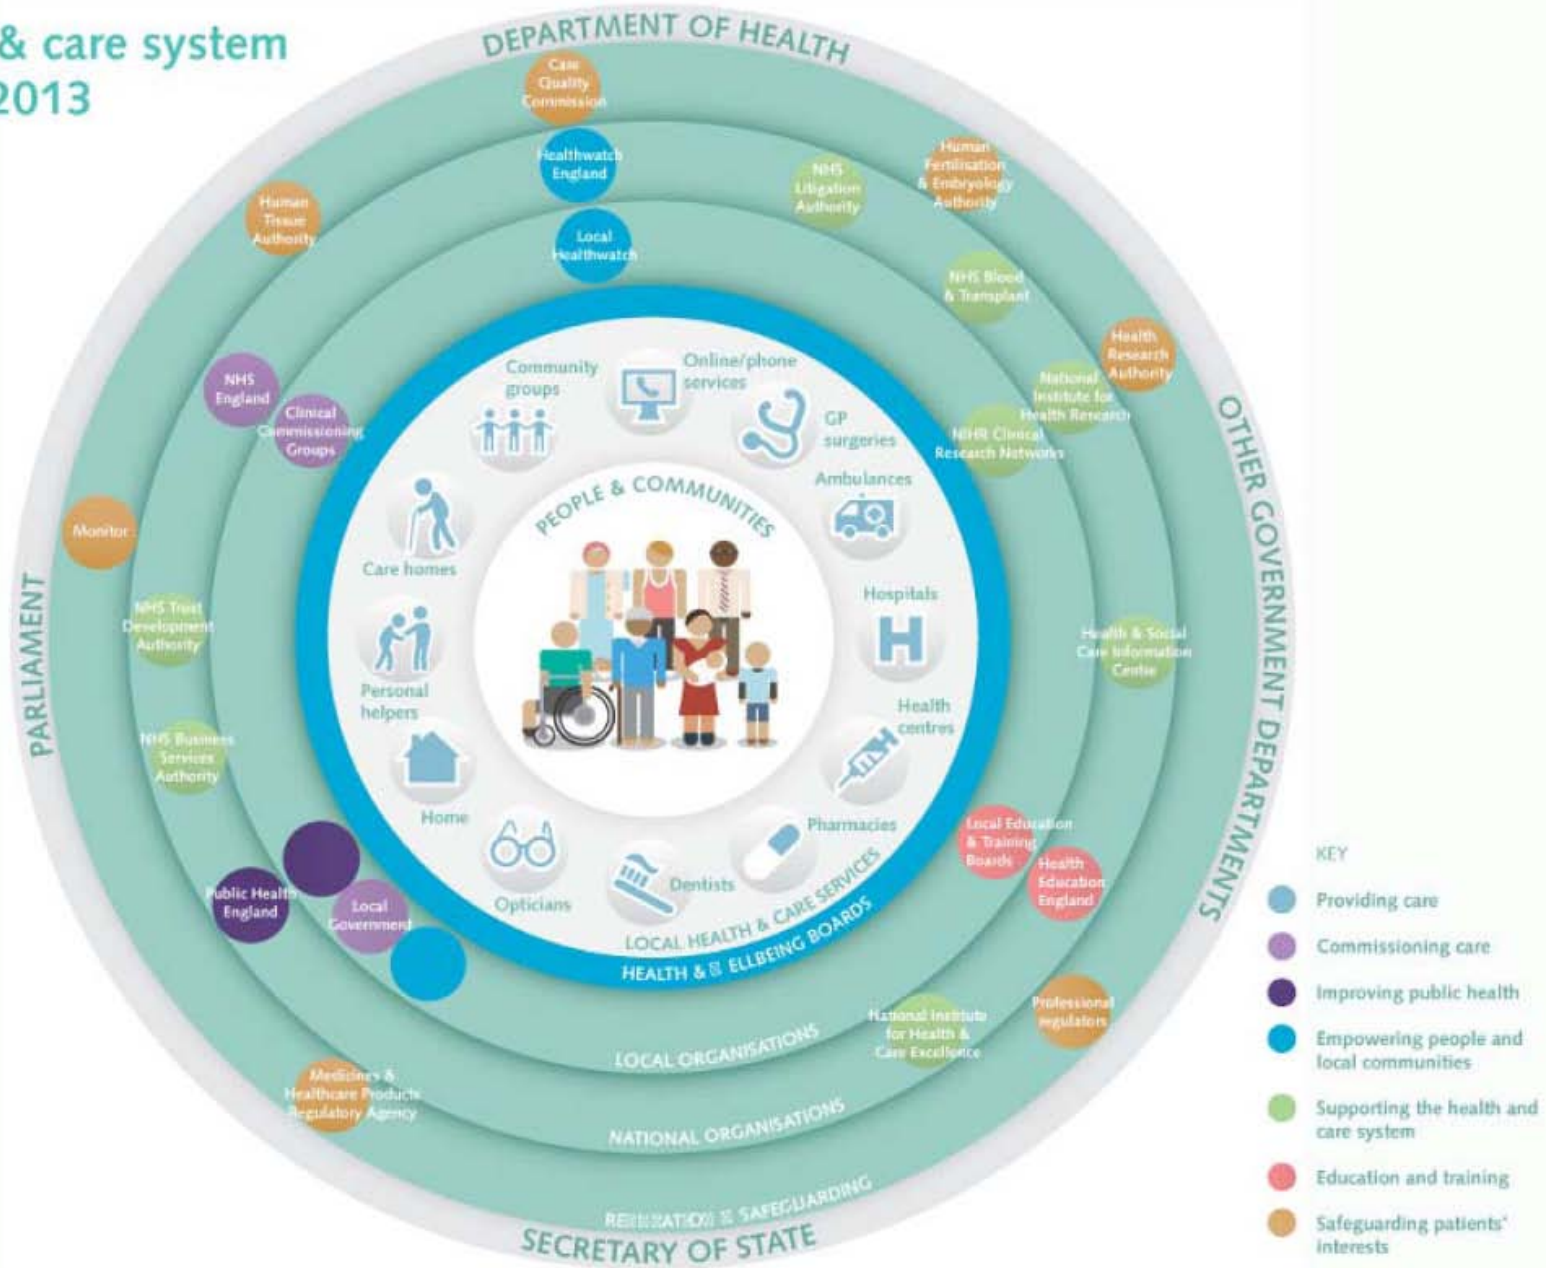 & care system
2013
DEPARTMENT OF HEALTH
Care
Quality
Commission
Healthwatch
England
Local
Healthwatch
Human
Tissue
Authority
NHS
Litigation
Authority
Human
Fertilisation
& Embryology
Authority
NHS Blood
& Transplant
Health
Research
Authority
National
Institute for
Health Research
NIHR Clinical
Research Networks
NHS
England
Clinical
Commissioning
Groups
Monitor
NHS Trust
Development
Authority
NHS Business
Services
Authority
Public Health
England
Local
Government
Medicines &
Healthcare Products
Regulatory Agency
Health & Social
Care Information
Centre
Local Education
& Training
Boards
Health
Education
England
Professional
regulators
National Institute
for Health &
Care Excellence
PARLIAMENT
OTHER GOVERNMENT DEPARTMENTS
Community
groups
Online/phone
services
GP
surgeries
Ambulances
Hospitals
Health
centres
Pharmacies
Dentists
Opticians
Home
Personal
helpers
Care homes
PEOPLE & COMMUNITIES
H
LOCAL HEALTH & CARE SERVICES
HEALTH & ELLBEING BOARDS
LOCAL ORGANISATIONS
NATIONAL ORGANISATIONS
SAFEGUARDING
SECRETARY OF STATE
KEY
Providing care
Commissioning care
Improving public health
Empowering people and
local communities
Supporting the health and
care system
Education and training
Safeguarding patients'
interests